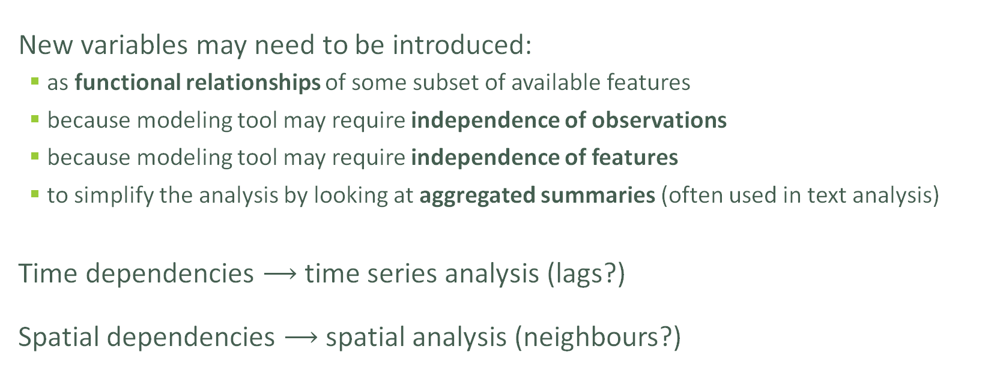 New variables may need to be introduced:
▪ as functional relationships of some subset of available features
▪ because modeling tool may require independence of observations
▪ because modeling tool may require independence of features
▪ to simplify the analysis by looking at aggregated summaries (often used in text analysis)
Time dependencies ⟶ time series analysis (lags?)
Spatial dependencies ⟶ spatial analysis (neighbours?)